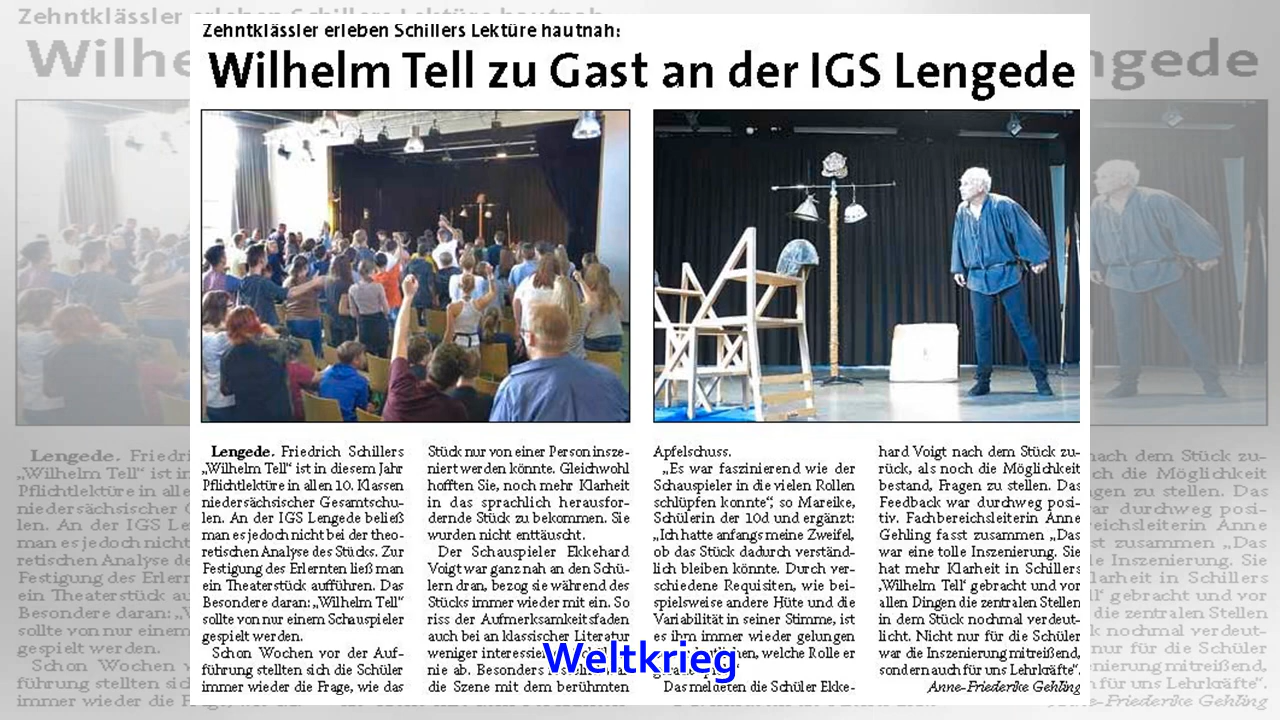 Zehntklässler erleben Schillers Lektüre hautnah:
Wilhelm Tell zu Gast an der IGS Lengede
Lengede. Friedrich Schillers
„Wilhelm Tell“ ist in diesem Jahr
Pflichtlektüre in allen 10. Klassen
niedersächsischer Gesamtschu-
len. An der IGS Lengede beließ
man es jedoch nicht bei der theo-
retischen Analyse des Stücks. Zur
Festigung des Erlernten ließ man
ein Theaterstück aufführen. Das
Besondere daran: „Wilhelm Tell“
sollte von nur einem Schauspieler
gespielt werden.
Schon Wochen vor der Auf-
führung stellten sich die Schüler
immer wieder die Frage, wie das
Stück nur von einer Person insze-
niert werden könnte. Gleichwohl
hofften Sie, noch mehr Klarheit
in das sprachlich herausfor-
dernde Stück zu bekommen. Sie
wurden nicht enttäuscht.
Der Schauspieler Ekkehard
Voigt war ganz nah an den Schü-
lern dran, bezog sie während des
Stücks immer wieder mit ein. So
riss der Aufmerksamkeitsfaden
auch bei an klassischer Literatur
weniger
nie ab. Besonders
die Szene mit dem berühmten
Apfelschuss.
„Es war faszinierend wie der
Schauspieler in die vielen Rollen
schlüpfen konnte“, so Mareike,
Schülerin der 10d und ergänzt:
„Ich hatte anfangs meine Zweifel,
ob das Stück dadurch verständ-
lich bleiben könnte. Durch ver-
schiedene Requisiten, wie bei-
spielsweise andere Hüte und die
Variabilität in seiner Stimme, ist
es ihm immer wieder gelungen
welche Rolle er
Das meldeten die Schüler Ekke-
hard Voigt nach dem Stück zu-
rück, als noch die Möglichkeit
bestand, Fragen zu stellen. Das
Feedback war durchweg posi-
tiv. Fachbereichsleiterin Anne
Gehling fasst zusammen „Das
war eine tolle Inszenierung. Sie
hat mehr Klarheit in Schillers
‚Wilhelm Tell‘ gebracht und vor
allen Dingen die zentralen Stellen
in dem Stück nochmal verdeut-
licht. Nicht nur für die Schüler
war die Inszenierung mitreißend,
sondern auch für uns Lehrkräfte“.
Anne-Friederike Gehling
Weltkrieg